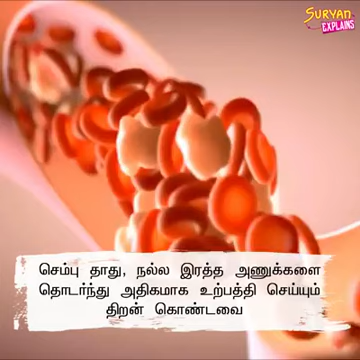 SURYAN
EXPLAINS
செம்பு தாது, நல்ல இரத்த அணுக்களை
தொடர்ந்து அதிகமாக உற்பத்தி செய்யும்
திறன் கொண்டவை